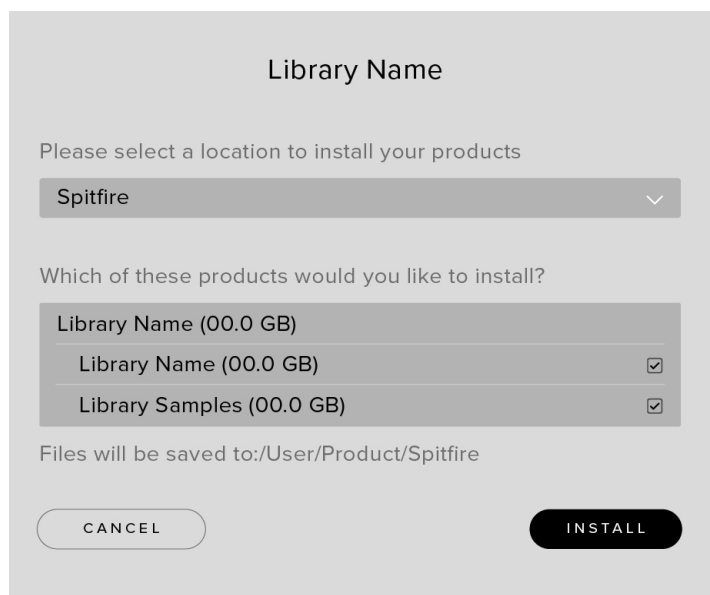 Library Name
Please select a location to install your products
Spitfire
Which of these products would you like to install?
Library Name (00.0 GB)
Library Name (00.0 GB)
Library Samples (00.0 GB)
Files will be saved to:/User/Product/Spitfire
CANCEL
INSTALL